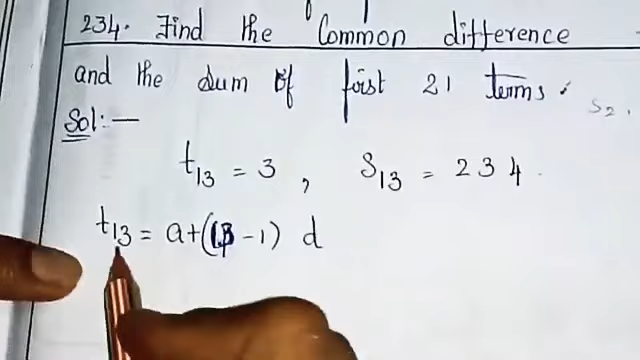 234. Find the Common difference
and the sum of first 21 terms.
S2.
Sol:-
t13 = 3 , S13 = 234.
t13 = a+(13-1) d